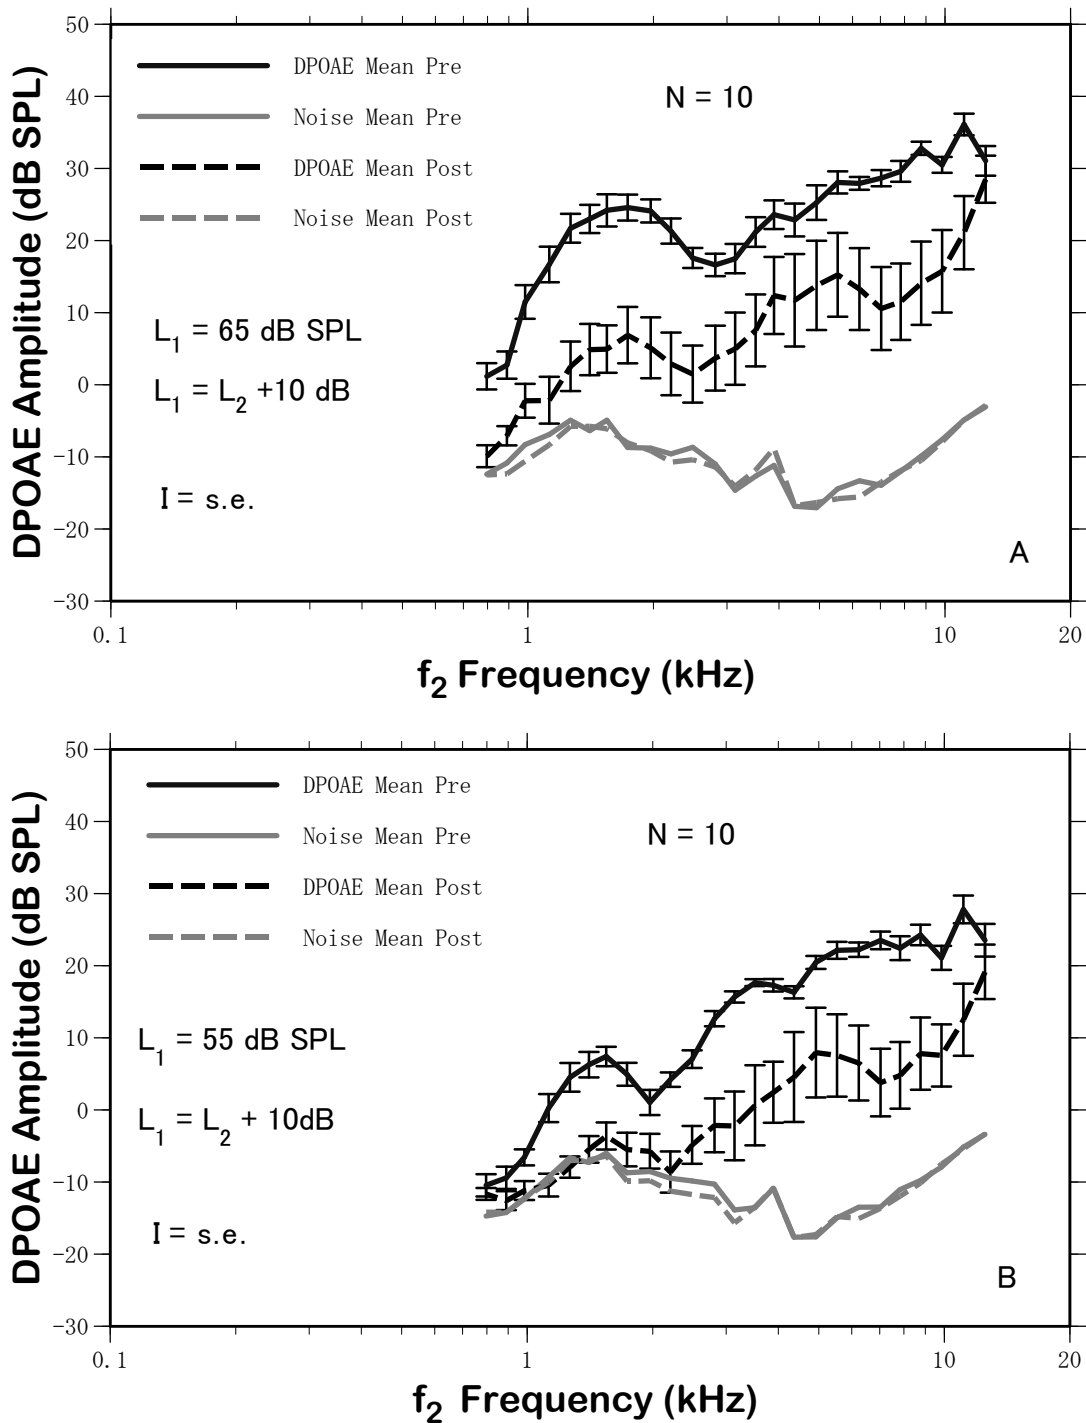 50
40
30
20
10
0
-10
-20
-30
DPOAE Amplitude (dB SPL)
DPOAE Mean Pre
Noise Mean Pre
DPOAE Mean Post
Noise Mean Post
N = 10
L1 = 65 dB SPL
L1 = L2 +10 dB
I = s.e.
A
0.1 1 10 20
f2 Frequency (kHz)
50
40
30
20
10
0
-10
-20
-30
DPOAE Amplitude (dB SPL)
DPOAE Mean Pre
Noise Mean Pre
DPOAE Mean Post
Noise Mean Post
N = 10
L1 = 55 dB SPL
L1 = L2 + 10dB
I = s.e.
B
0.1 1 10 20
f2 Frequency (kHz)